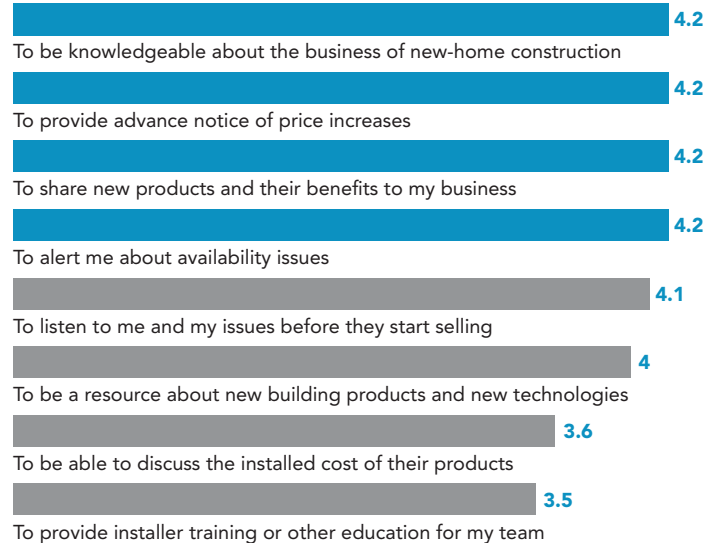 4.2
To be knowledgeable about the business of new-home construction
4.2
To provide advance notice of price increases
4.2
To share new products and their benefits to my business
4.2
To alert me about availability issues
4.1
To listen to me and my issues before they start selling
4
To be a resource about new building products and new technologies
3.6
To be able to discuss the installed cost of their products
3.5
To provide installer training or other education for my team